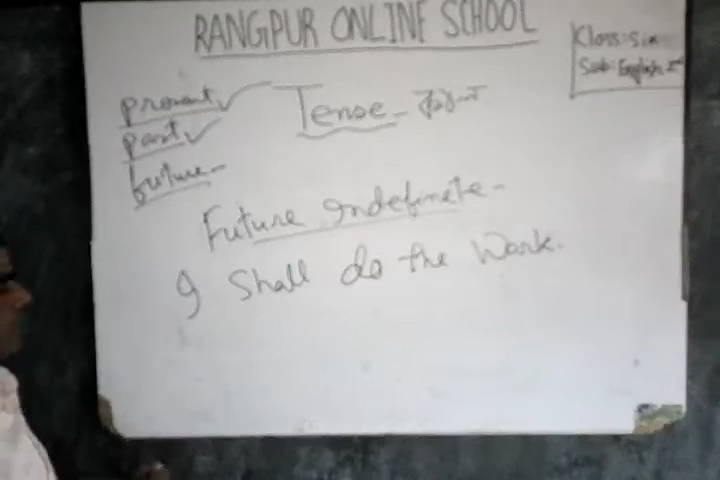 RANGPUR ONLINE SCHOOL
Class: Six
Sub: English 2nd
present ✓
past ✓
future -
Tense -
Future Indefinite -
I Shall do the Work.